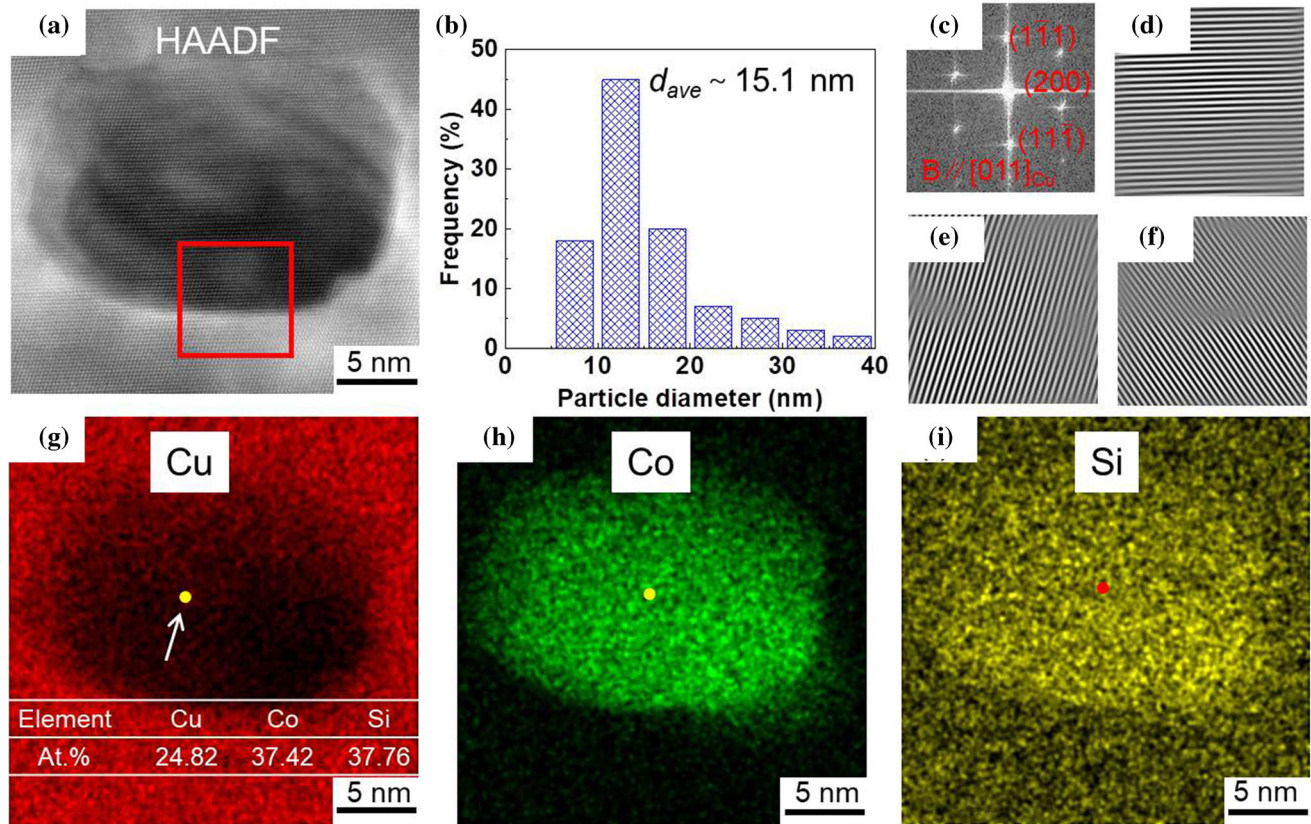 (a)
HAADF
5 nm
(b)
50
40
30
20
10
0
Frequency (%)
d_ave ~ 15.1 nm
0 10 20 30 40
Particle diameter (nm)
(c)
(11̄1)
(200)
(111̄)
B // [011]Cu
(d)
(e)
(f)
(g)
Cu
Element Cu Co Si
At.% 24.82 37.42 37.76
5 nm
(h)
Co
5 nm
(i)
Si
5 nm